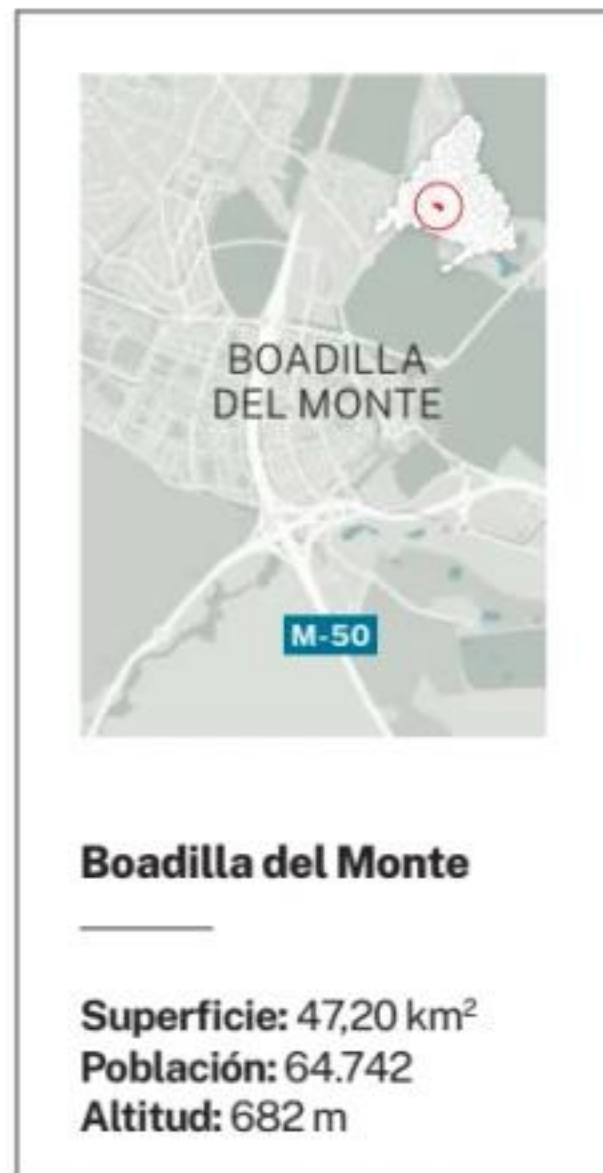 BOADILLA
DEL MONTE
M-50
Boadilla del Monte
Superficie: 47,20 km²
Población: 64.742
Altitud: 682 m